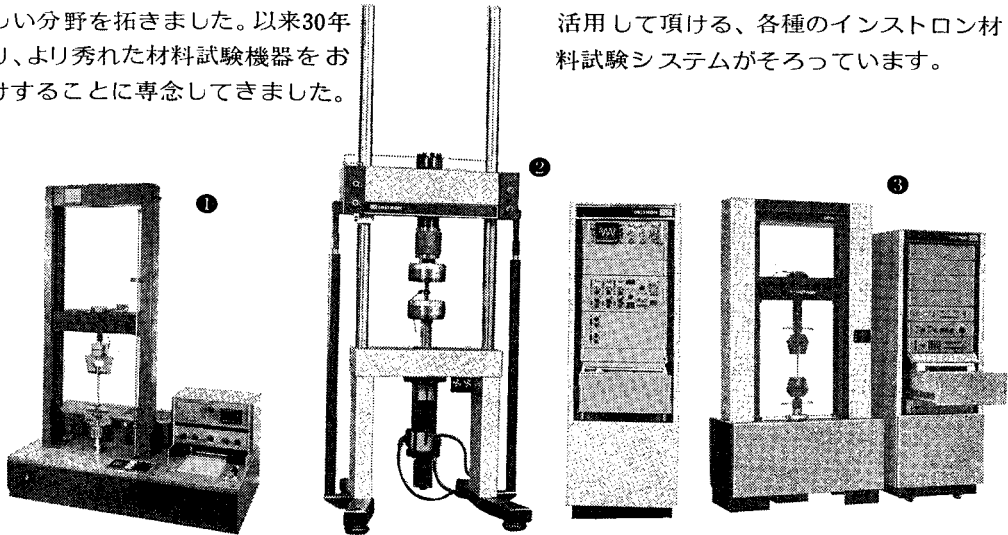 しい分野を拓きました。以来30年
り、より秀れた材料試験機器をお
けすることに専念してきました。
活用して頂ける、各種のインストロン材
料試験システムがそろっています。
❶
❷
❸